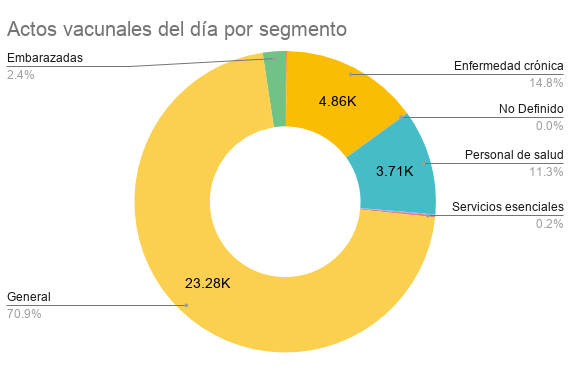 Actos vacunales del día por segmento
Embarazadas
2.4%
Enfermedad crónica
14.8%
4.86K
No Definido
0.0%
Personal de salud
11.3%
3.71K
Servicios esenciales
0.2%
23.28K
General
70.9%